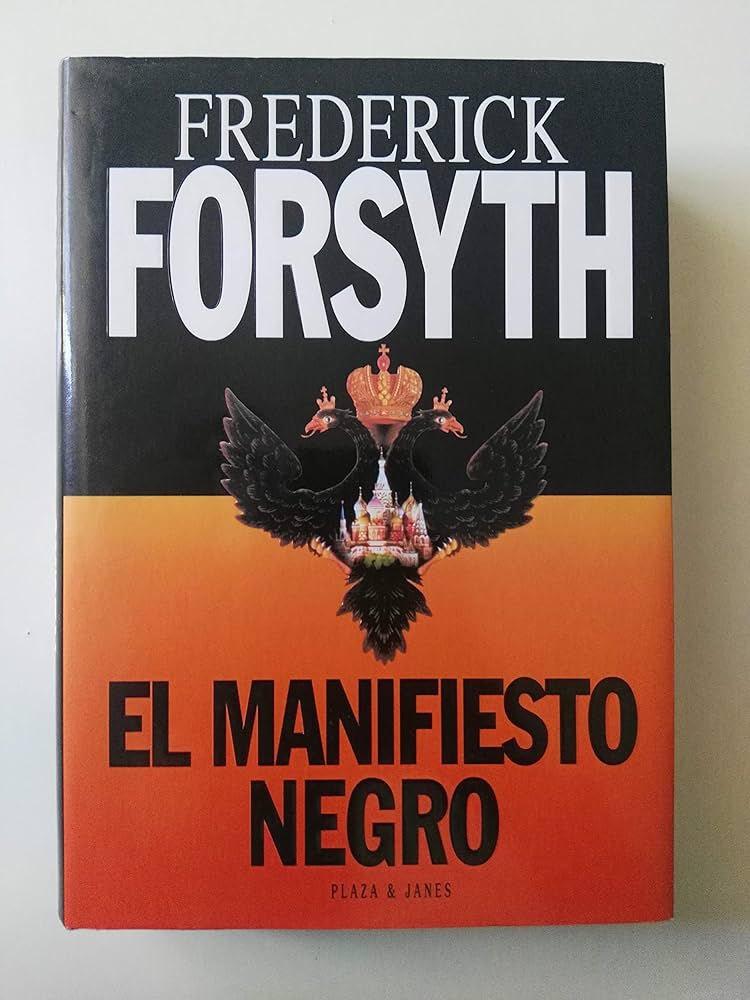 FREDERICK
FORSYTH
EL MANIFIESTO
NEGRO
PLAZA & JANES